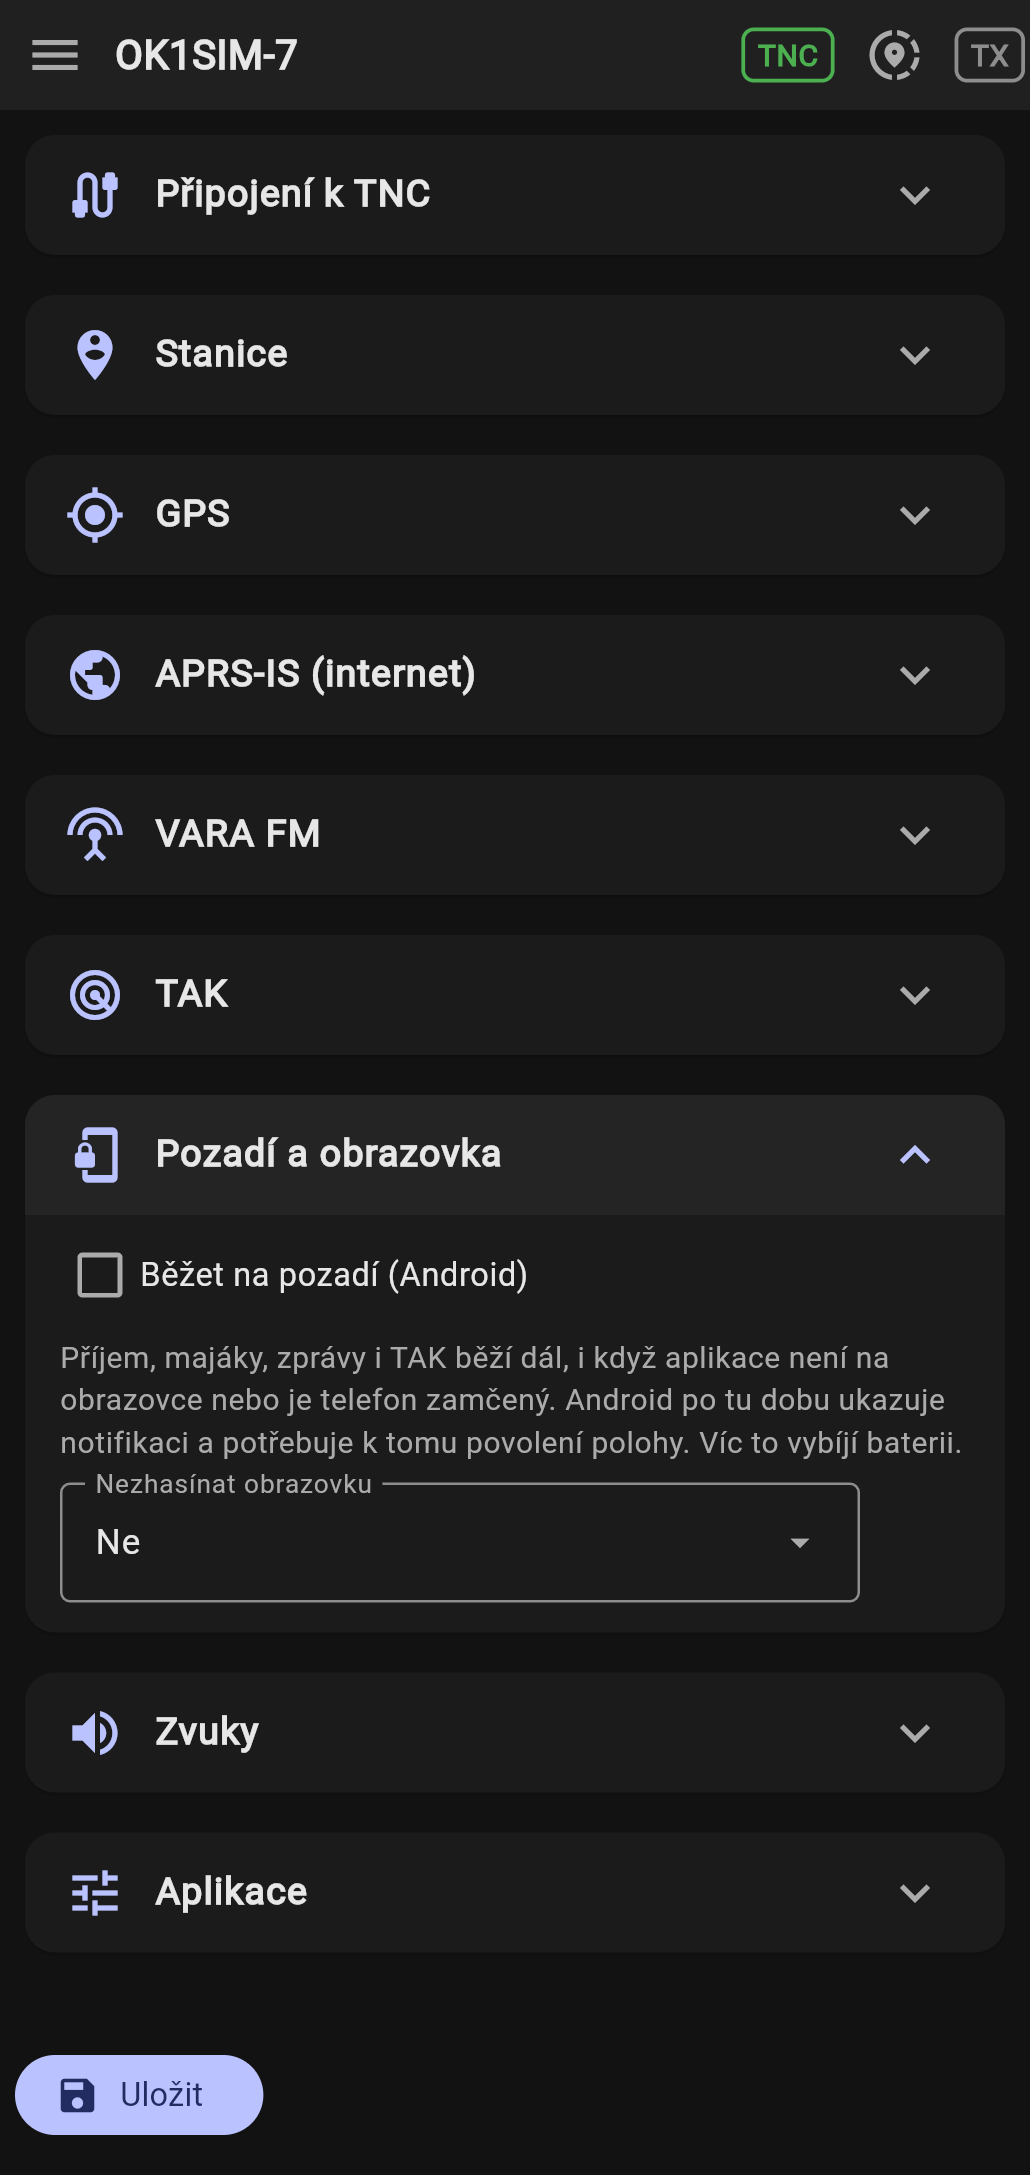 OK1SIM-7
TNC
TX
Připojení k TNC
Stanice
GPS
APRS-IS (internet)
VARA FM
TAK
Pozadí a obrazovka
Běžet na pozadí (Android)
Příjem, majáky, zprávy i TAK běží dál, i když aplikace není na
obrazovce nebo je telefon zamčený. Android po tu dobu ukazuje
notifikaci a potřebuje k tomu povolení polohy. Víc to vybíjí baterii.
Nezhasínat obrazovku
Ne
Zvuky
Aplikace
Uložit